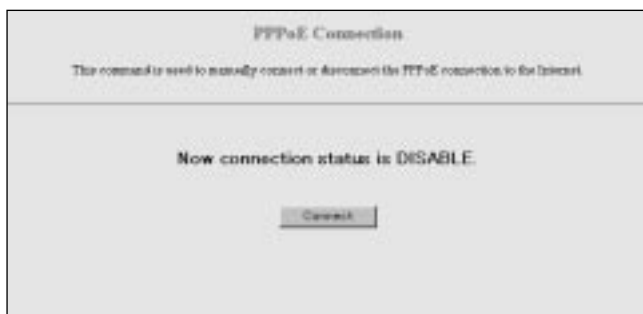 PPPoE Connection
This command is used to manually connect or disconnect the PPPoE connection to the Internet.
Now connection status is DISABLE.
Connect